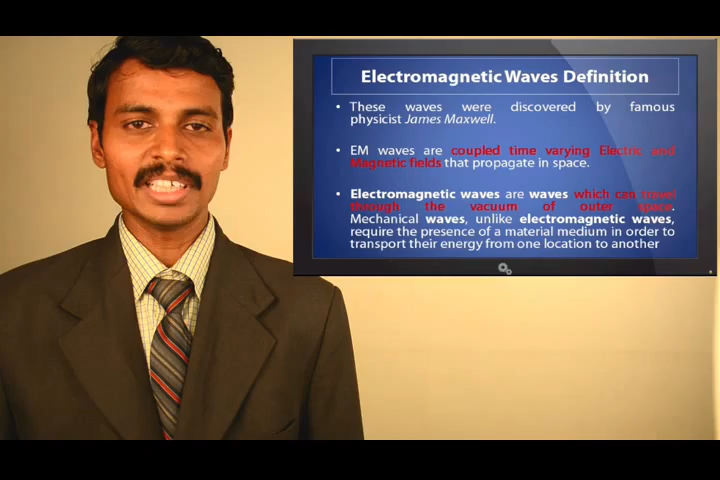 Electromagnetic Waves Definition
• These waves were discovered by famous
physicist James Maxwell.
• EM waves are coupled time varying Electric and
Magnetic fields that propagate in space.
• Electromagnetic waves are waves which can travel
through the vacuum of outer space.
Mechanical waves, unlike electromagnetic waves,
require the presence of a material medium in order to
transport their energy from one location to another